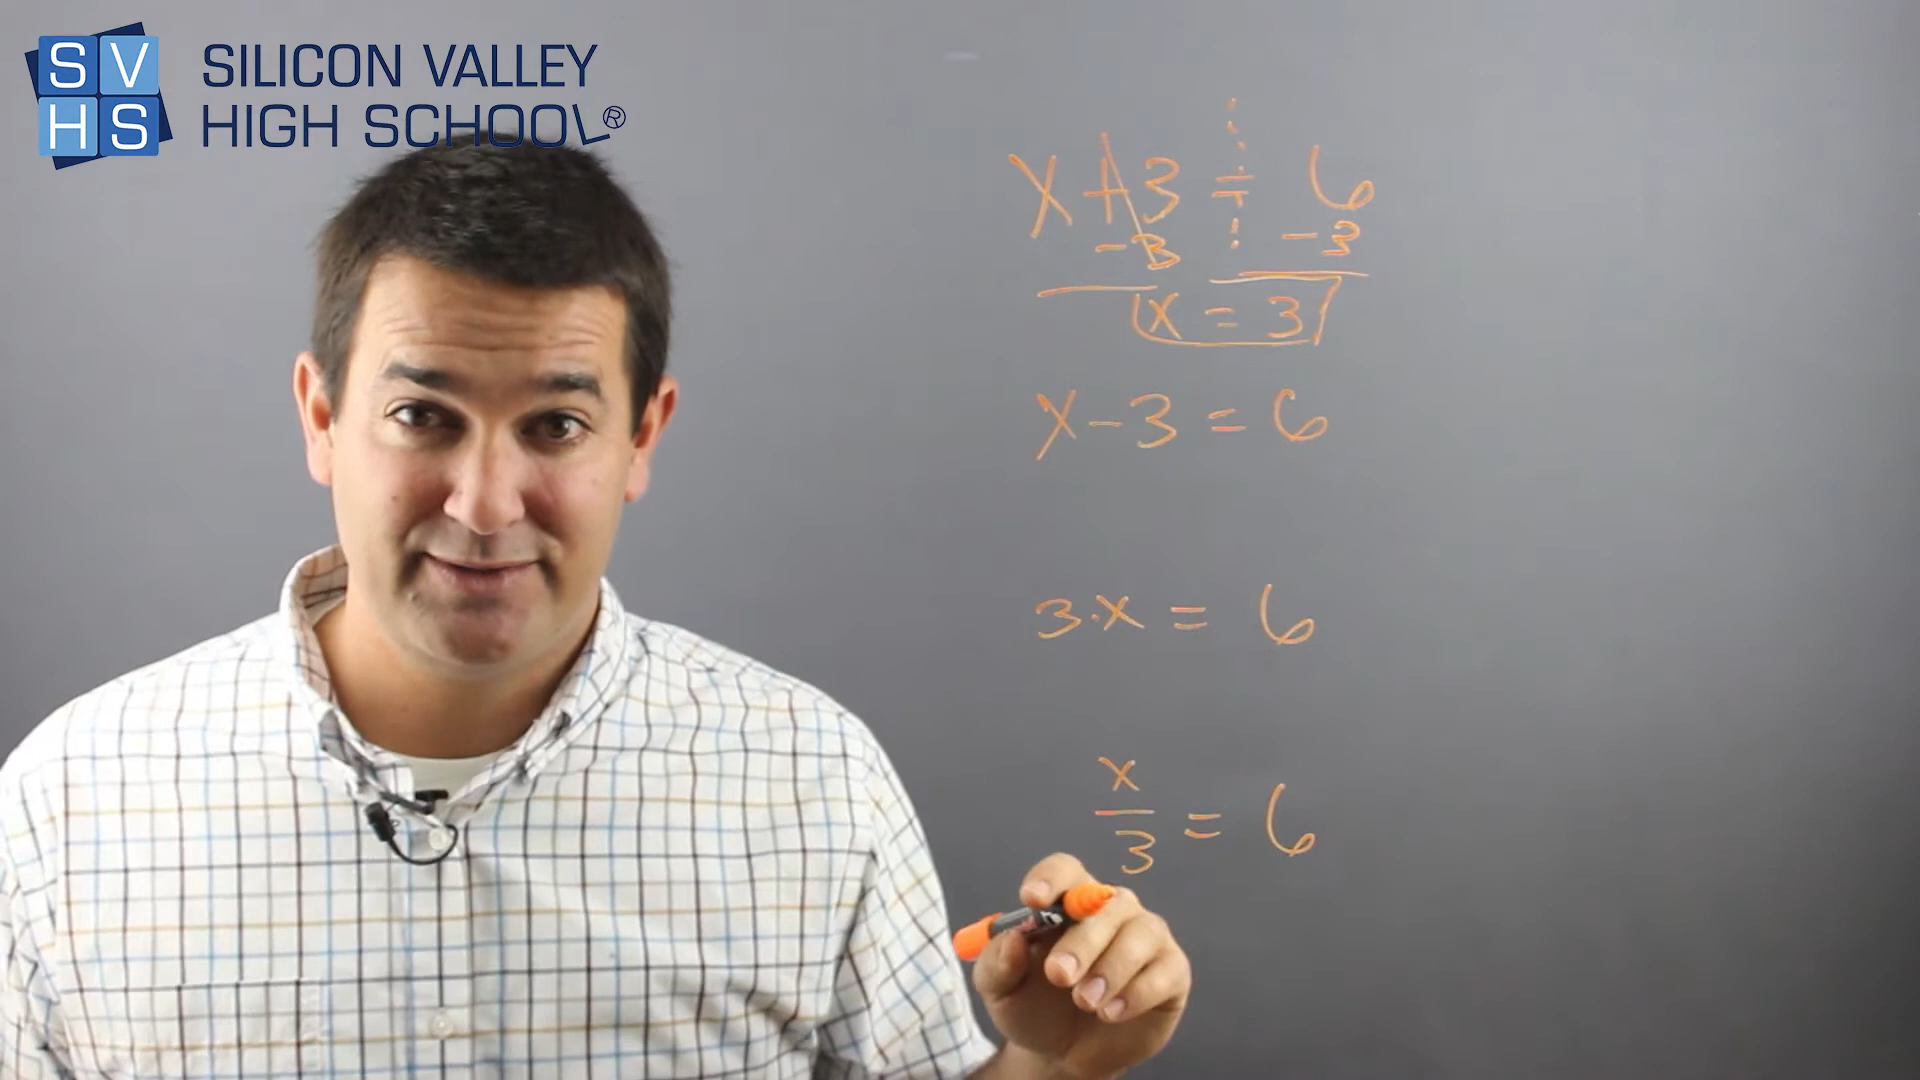 SV
HS
SILICON VALLEY
HIGH SCHOOL®
x+3 = 6
-3 -3
x = 3
x-3 = 6
3·x = 6
x
3 = 6